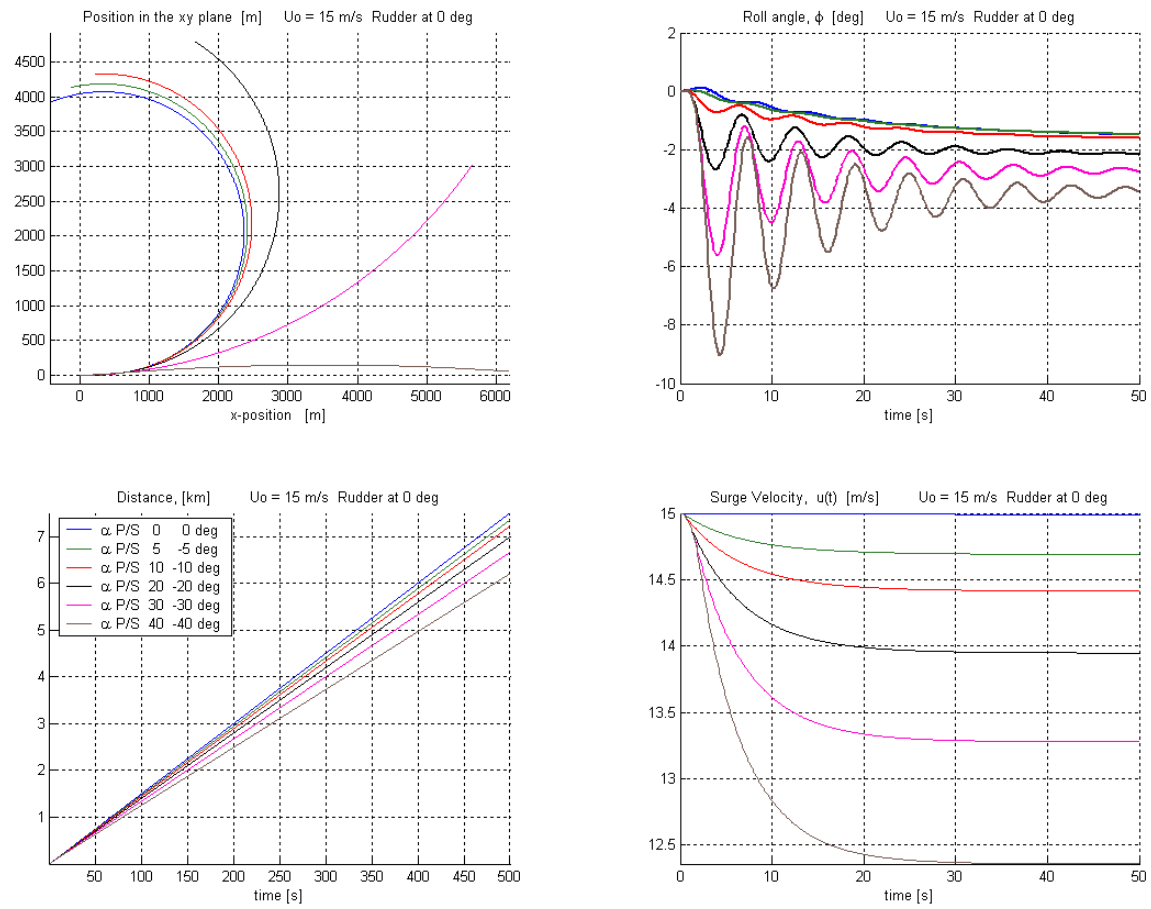 Position in the xy plane [m] Uo = 15 m/s Rudder at 0 deg
4500
4000
3500
3000
2500
2000
1500
1000
500
0
0 1000 2000 3000 4000 5000 6000
x-position [m]
Roll angle, ϕ [deg] Uo = 15 m/s Rudder at 0 deg
2
0
-2
-4
-6
-8
-10
0 10 20 30 40 50
time [s]
Distance, [km] Uo = 15 m/s Rudder at 0 deg
α P/S 0 0 deg
α P/S 5 -5 deg
α P/S 10 -10 deg
α P/S 20 -20 deg
α P/S 30 -30 deg
α P/S 40 -40 deg
7
6
5
4
3
2
1
50 100 150 200 250 300 350 400 450 500
time [s]
Surge Velocity, u(t) [m/s] Uo = 15 m/s Rudder at 0 deg
15
14.5
14
13.5
13
12.5
0 10 20 30 40 50
time [s]